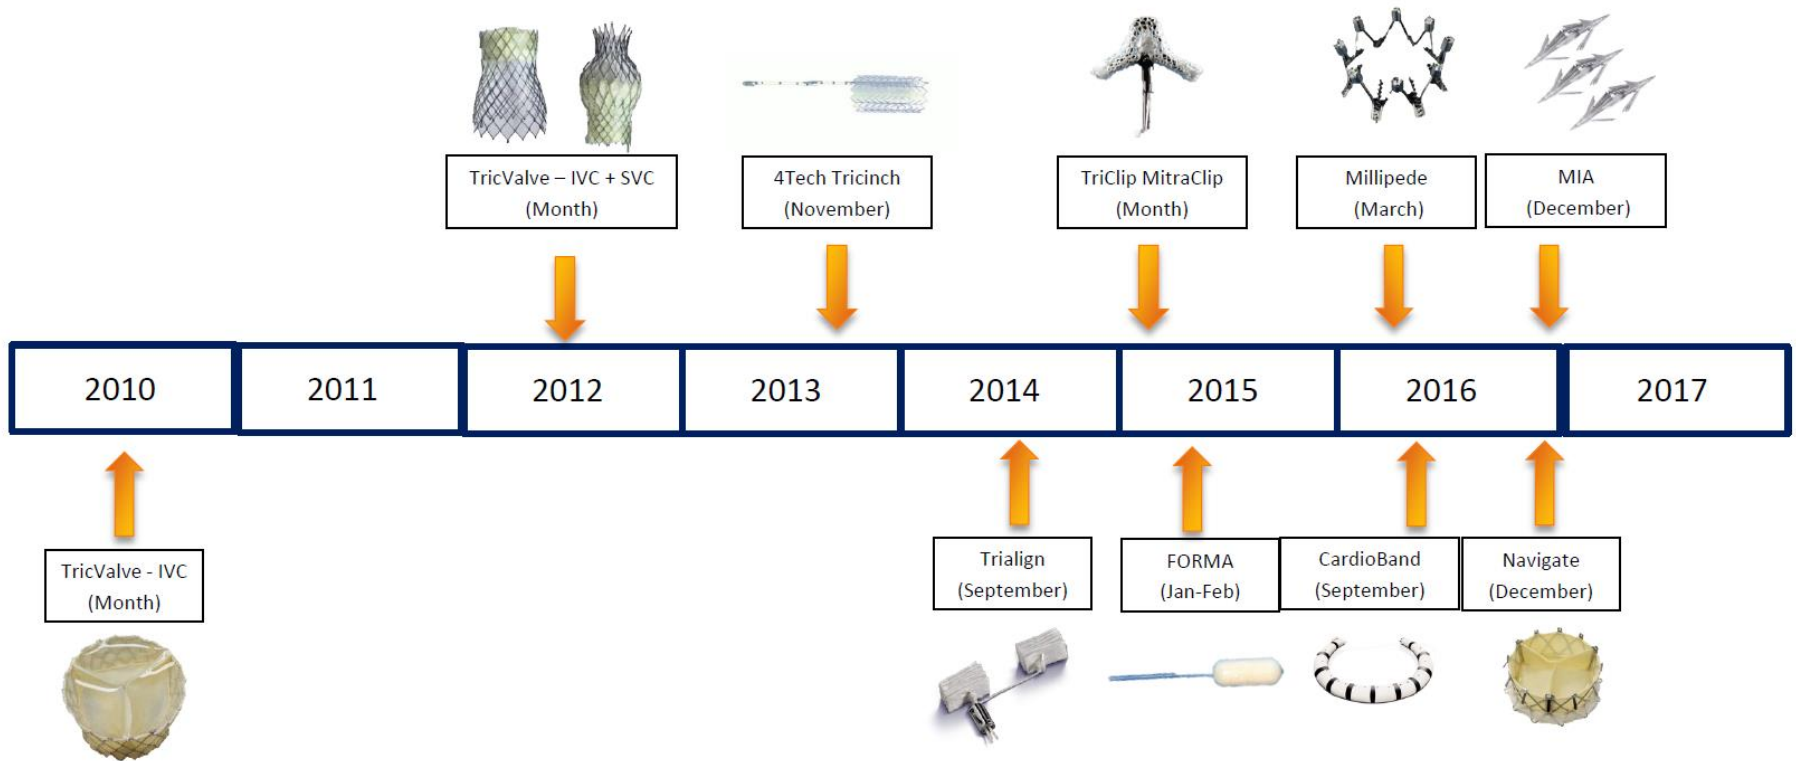 TricValve – IVC + SVC
(Month)
4Tech Tricinch
(November)
TriClip MitraClip
(Month)
Millipede
(March)
MIA
(December)
2010
2011
2012
2013
2014
2015
2016
2017
TricValve - IVC
(Month)
Trialign
(September)
FORMA
(Jan-Feb)
CardioBand
(September)
Navigate
(December)